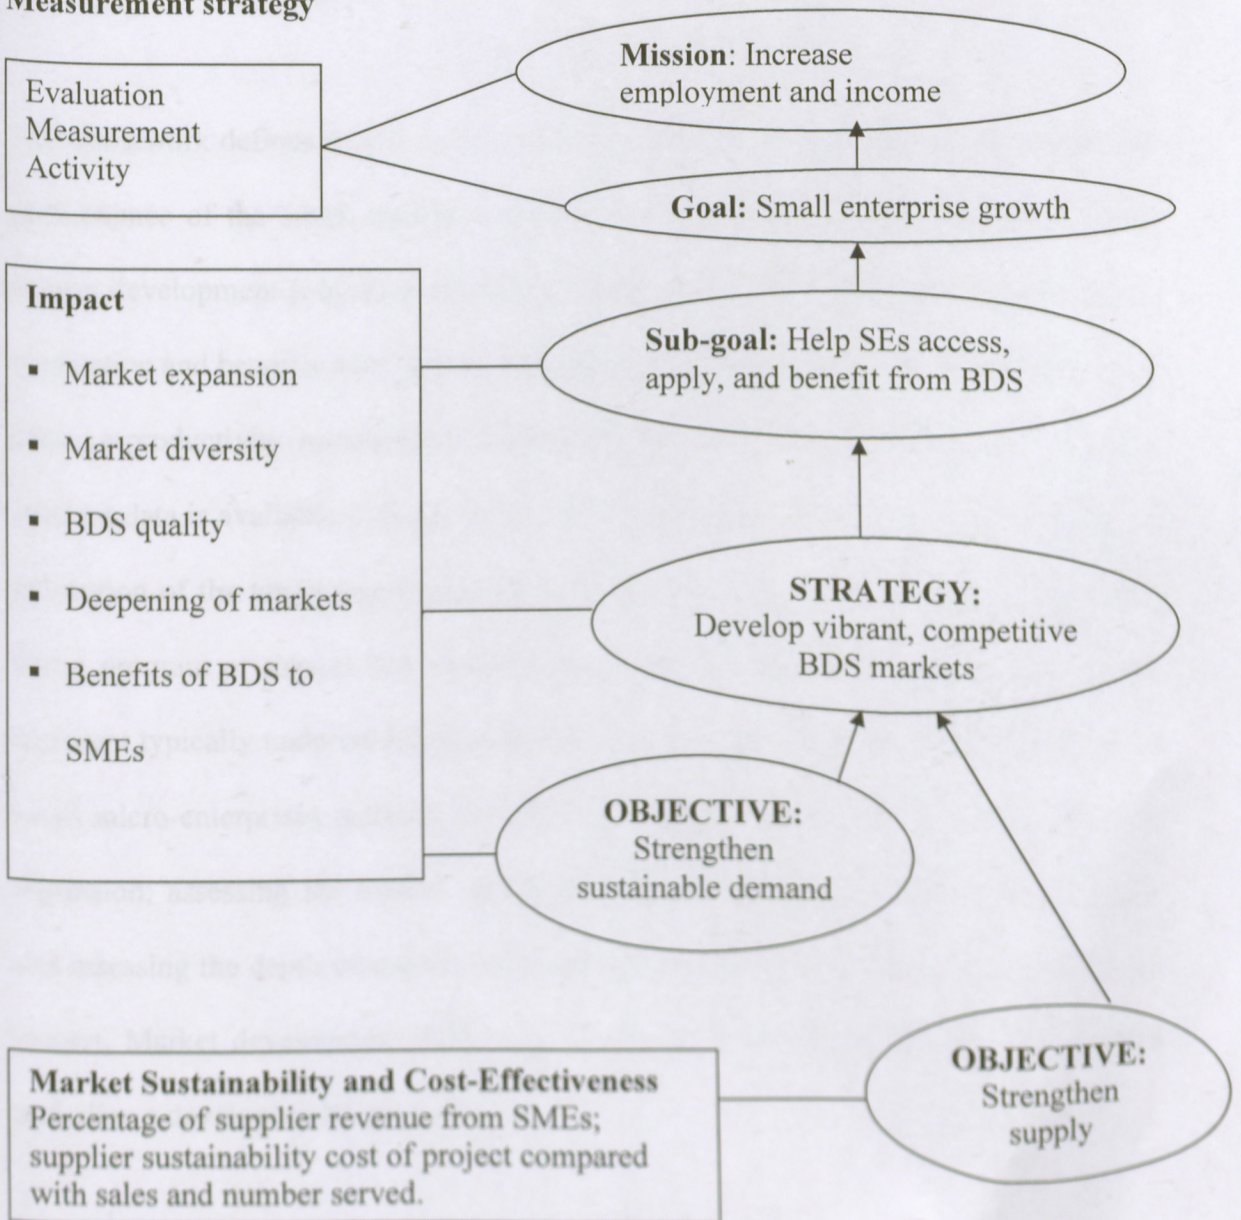 Measurement strategy
Mission: Increase
employment and income
Evaluation
Measurement
Activity
Goal: Small enterprise growth
Impact
▪ Market expansion
▪ Market diversity
▪ BDS quality
▪ Deepening of markets
▪ Benefits of BDS to
SMEs
Sub-goal: Help SEs access,
apply, and benefit from BDS
STRATEGY:
Develop vibrant, competitive
BDS markets
OBJECTIVE:
Strengthen
sustainable demand
OBJECTIVE:
Strengthen
supply
Market Sustainability and Cost-Effectiveness
Percentage of supplier revenue from SMEs;
supplier sustainability cost of project compared
with sales and number served.